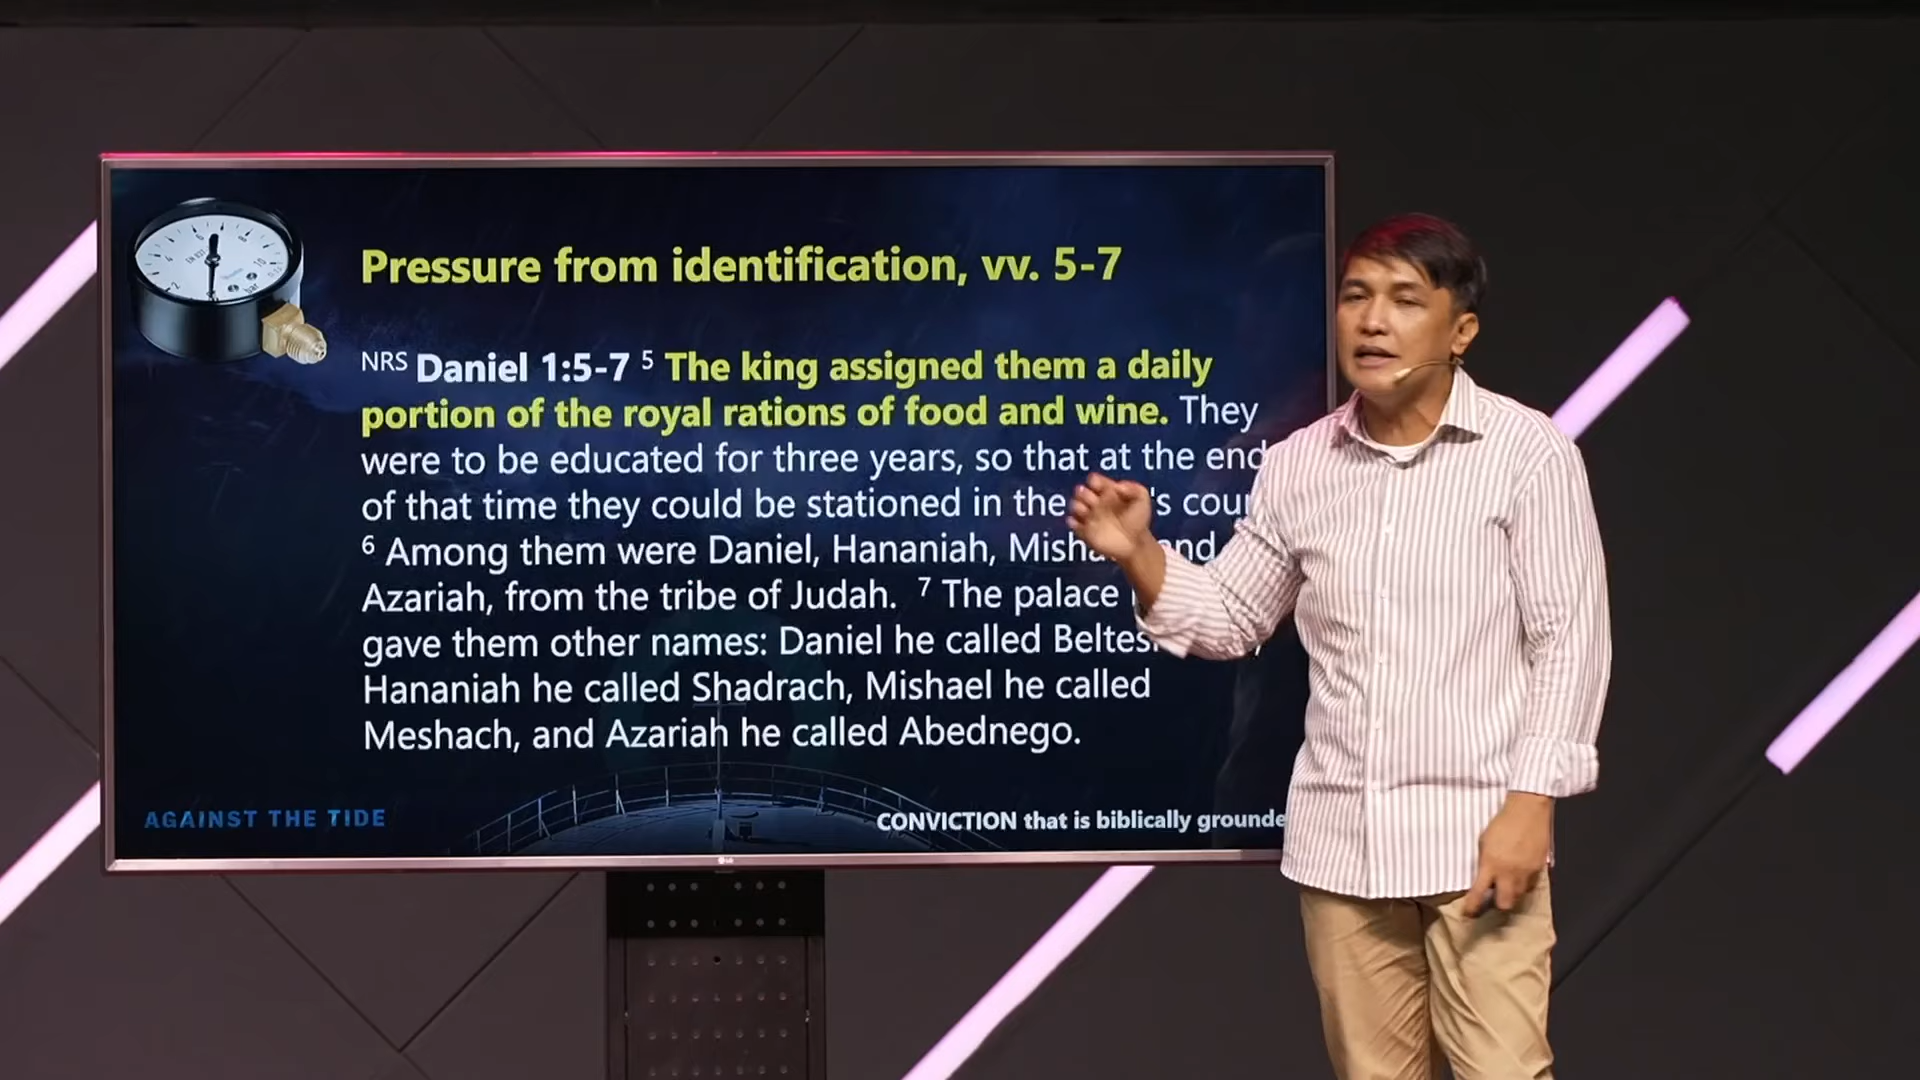 Pressure from identification, vv. 5-7
NRS Daniel 1:5-7 5 The king assigned them a daily
portion of the royal rations of food and wine. They
were to be educated for three years, so that at the end
of that time they could be stationed in the 's
6 Among them were Daniel, Hananiah, and
Azariah, from the tribe of Judah. 7 The palace
gave them other names: Daniel he called
Hananiah he called Shadrach, Mishael he called
Meshach, and Azariah he called Abednego.
AGAINST THE TIDE
CONVICTION that is biblically
LG